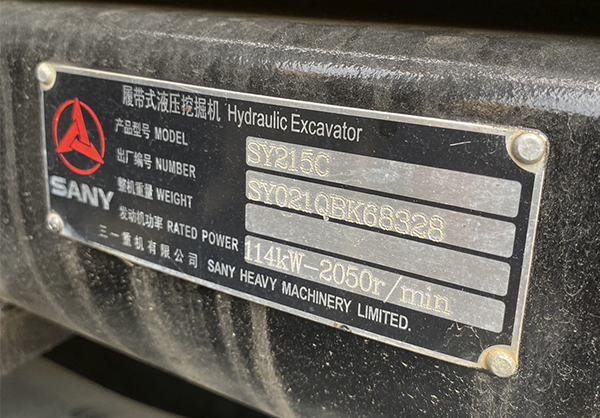 履带式液压挖掘机 Hydraulic Excavator
产品型号 MODEL SY215C
出厂编号 NUMBER SY021QBK68328
整机重量 WEIGHT
发动机功率 RATED POWER 114kW-2050r/min
三一重机有限公司 SANY HEAVY MACHINERY LIMITED.
SANY